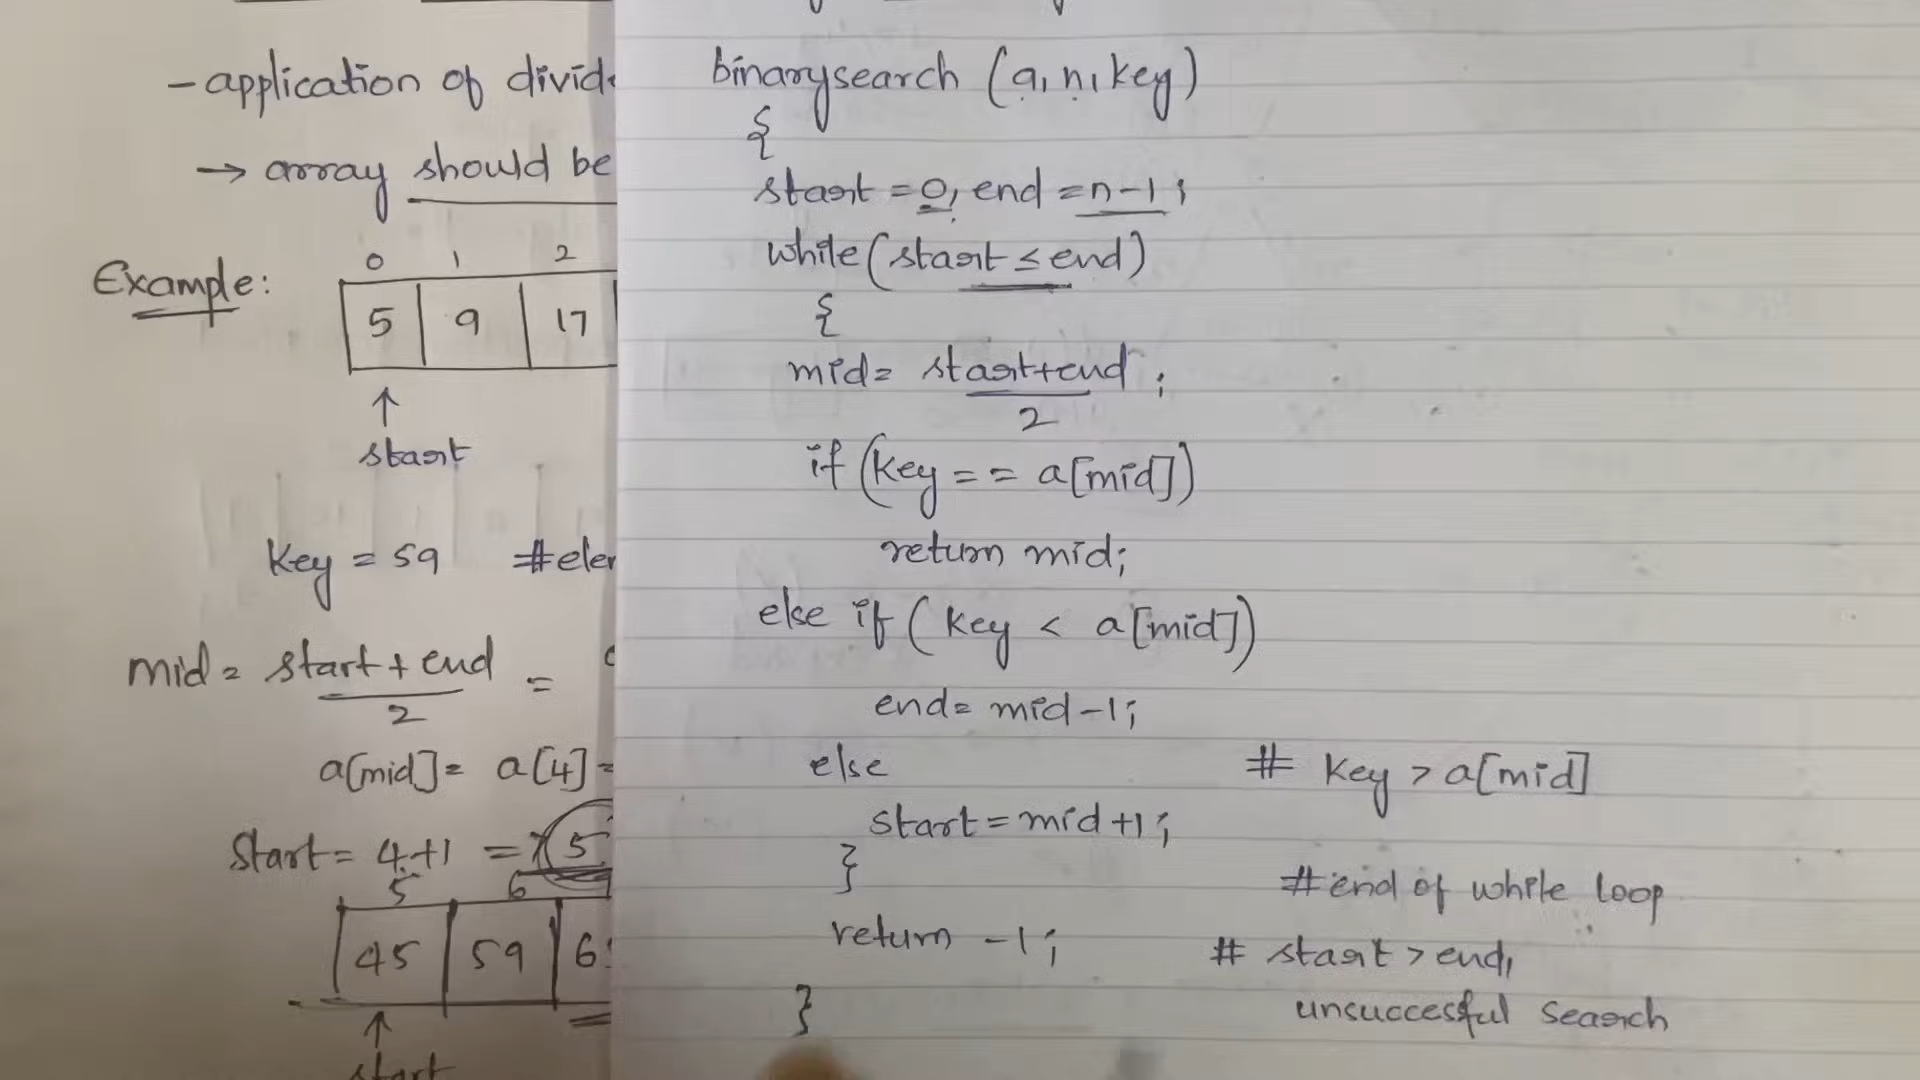 - application of
→ array should be
Example:
0 1 2
5 9 17
↑
start
key = 59
mid = start + end =
2
a[mid] = a[4] =
Start = 4+1 = 5
5 6
45 59
↑
start
binarysearch (a, n, key)
{
start = 0, end = n-1;
while (start ≤ end)
{
mid = start+end ;
2
if (key == a[mid])
return mid;
else if (key < a[mid])
end = mid -1;
else # key > a[mid]
start = mid +1;
} #end of while loop
return -1; # start > end,
unsuccessful search
}